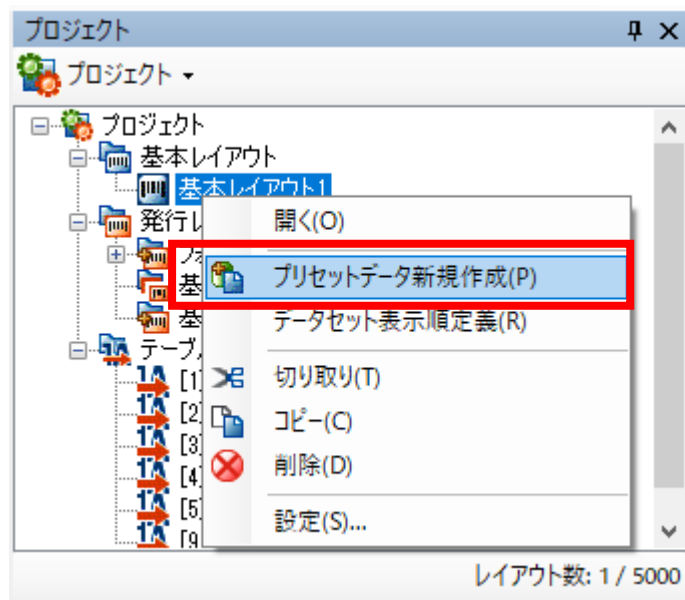 プロジェクト
プロジェクト
プロジェクト
基本レイアウト
基本レイアウト1
発行レ
開く(O)
プリセットデータ新規作成(P)
基
データセット表示順定義(R)
基
テーブル
切り取り(T)
[1]
コピー(C)
[2]
[3]
削除(D)
[4]
[5]
設定(S)...
[9
レイアウト数: 1 / 5000